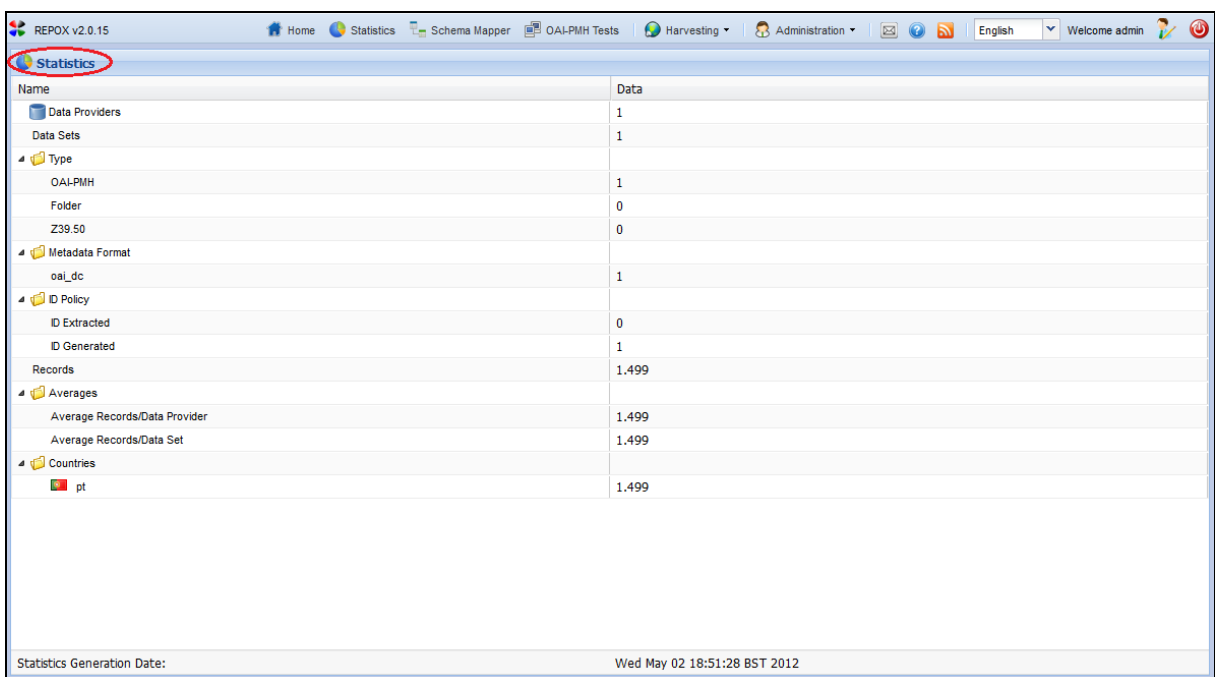 REPOX v2.0.15 Home Statistics Schema Mapper OAI-PMH Tests Harvesting Administration English Welcome admin
Statistics
Name Data
Data Providers 1
Data Sets 1
Type
OAI-PMH 1
Folder 0
Z39.50 0
Metadata Format
oai_dc 1
ID Policy
ID Extracted 0
ID Generated 1
Records 1.499
Averages
Average Records/Data Provider 1.499
Average Records/Data Set 1.499
Countries
pt 1.499
Statistics Generation Date: Wed May 02 18:51:28 BST 2012